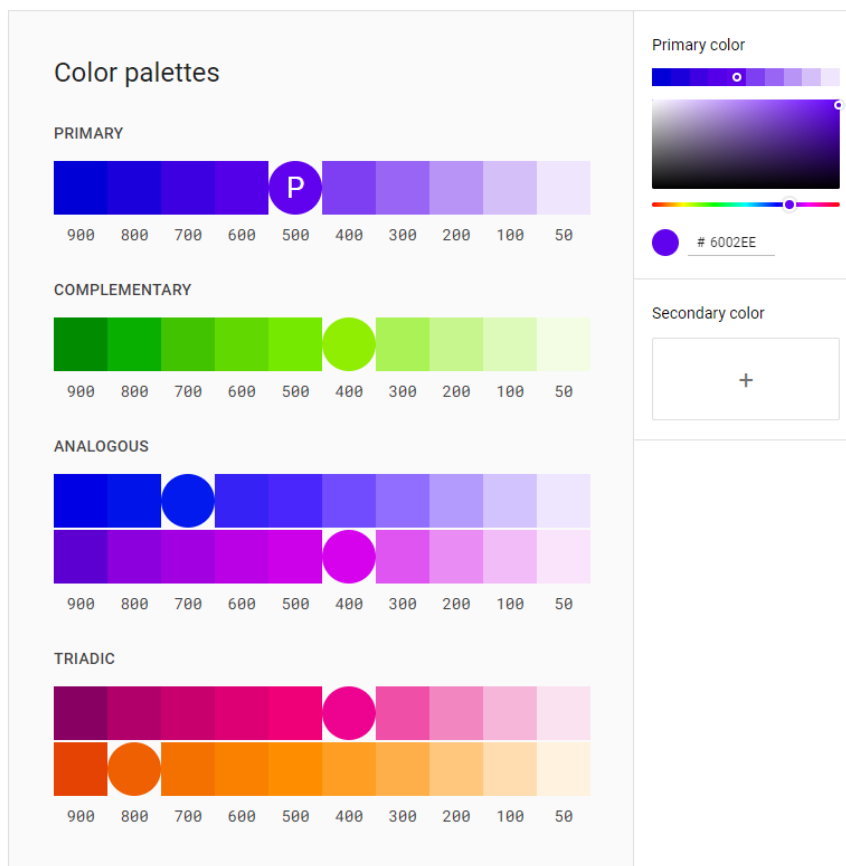 Color palettes
PRIMARY
P
900 800 700 600 500 400 300 200 100 50
COMPLEMENTARY
900 800 700 600 500 400 300 200 100 50
ANALOGOUS
900 800 700 600 500 400 300 200 100 50
TRIADIC
900 800 700 600 500 400 300 200 100 50
Primary color
# 6002EE
Secondary color
+